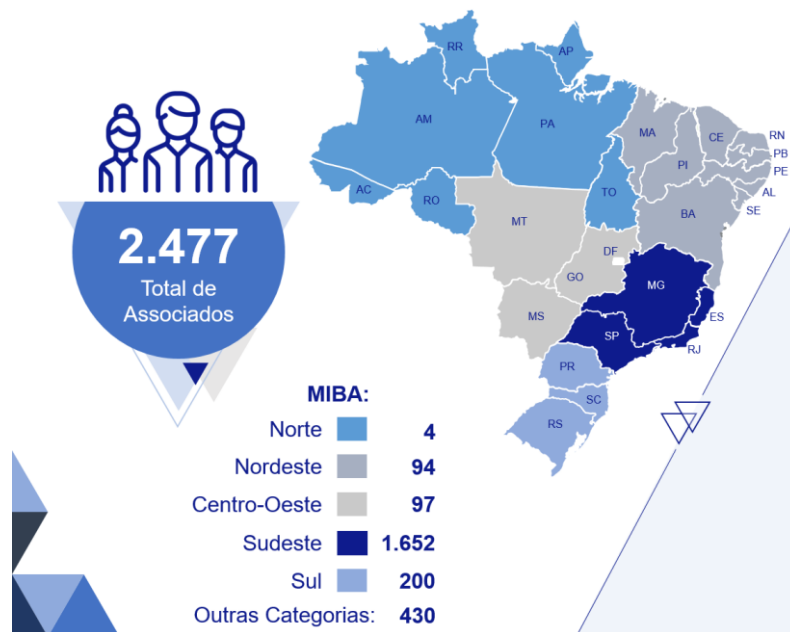 2.477
Total de
Associados
RR
AP
AM
PA
MA
CE
RN
PB
PE
PI
AL
SE
AC
RO
TO
BA
MT
DF
GO
MG
MS
ES
SP
RJ
PR
SC
RS
MIBA:
Norte 4
Nordeste 94
Centro-Oeste 97
Sudeste 1.652
Sul 200
Outras Categorias: 430